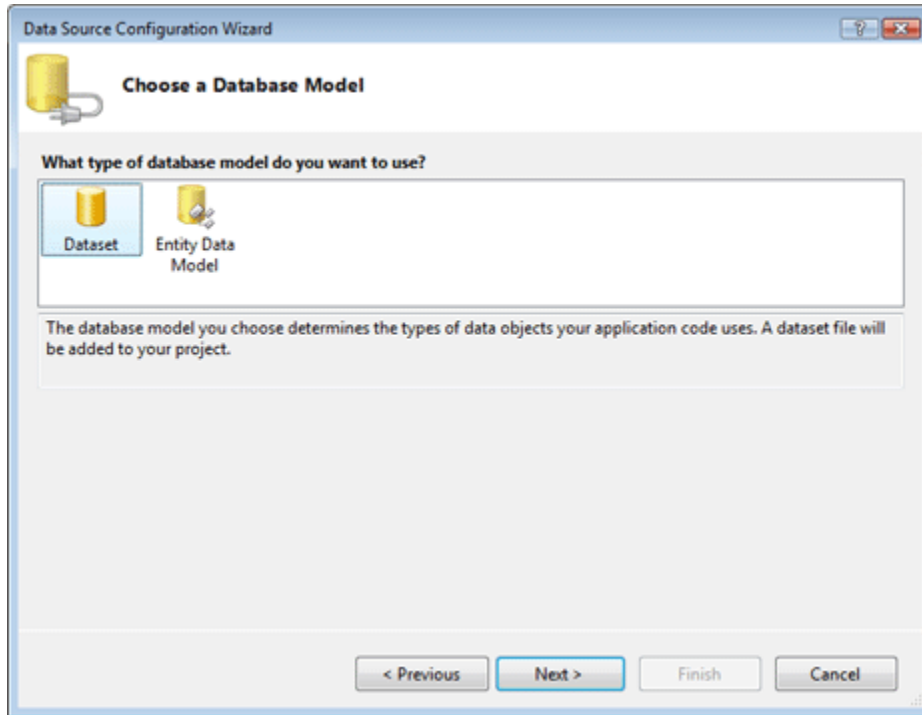 Data Source Configuration Wizard
Choose a Database Model
What type of database model do you want to use?
Dataset
Entity Data
Model
The database model you choose determines the types of data objects your application code uses. A dataset file will
be added to your project.
< Previous
Next >
Finish
Cancel